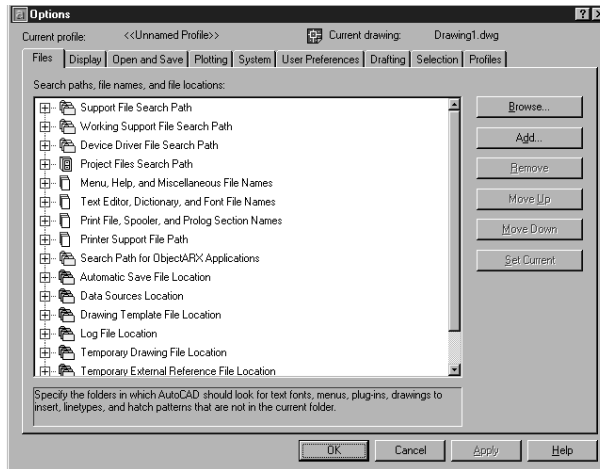 Options
Current profile: <<Unnamed Profile>> Current drawing: Drawing1.dwg
Files Display Open and Save Plotting System User Preferences Drafting Selection Profiles
Search paths, file names, and file locations:
Support File Search Path
Working Support File Search Path
Device Driver File Search Path
Project Files Search Path
Menu, Help, and Miscellaneous File Names
Text Editor, Dictionary, and Font File Names
Print File, Spooler, and Prolog Section Names
Printer Support File Path
Search Path for ObjectARX Applications
Automatic Save File Location
Data Sources Location
Drawing Template File Location
Log File Location
Temporary Drawing File Location
Temporary External Reference File Location
Browse...
Add...
Remove
Move Up
Move Down
Set Current
Specify the folders in which AutoCAD should look for text fonts, menus, plug-ins, drawings to
insert, linetypes, and hatch patterns that are not in the current folder.
OK Cancel Apply Help